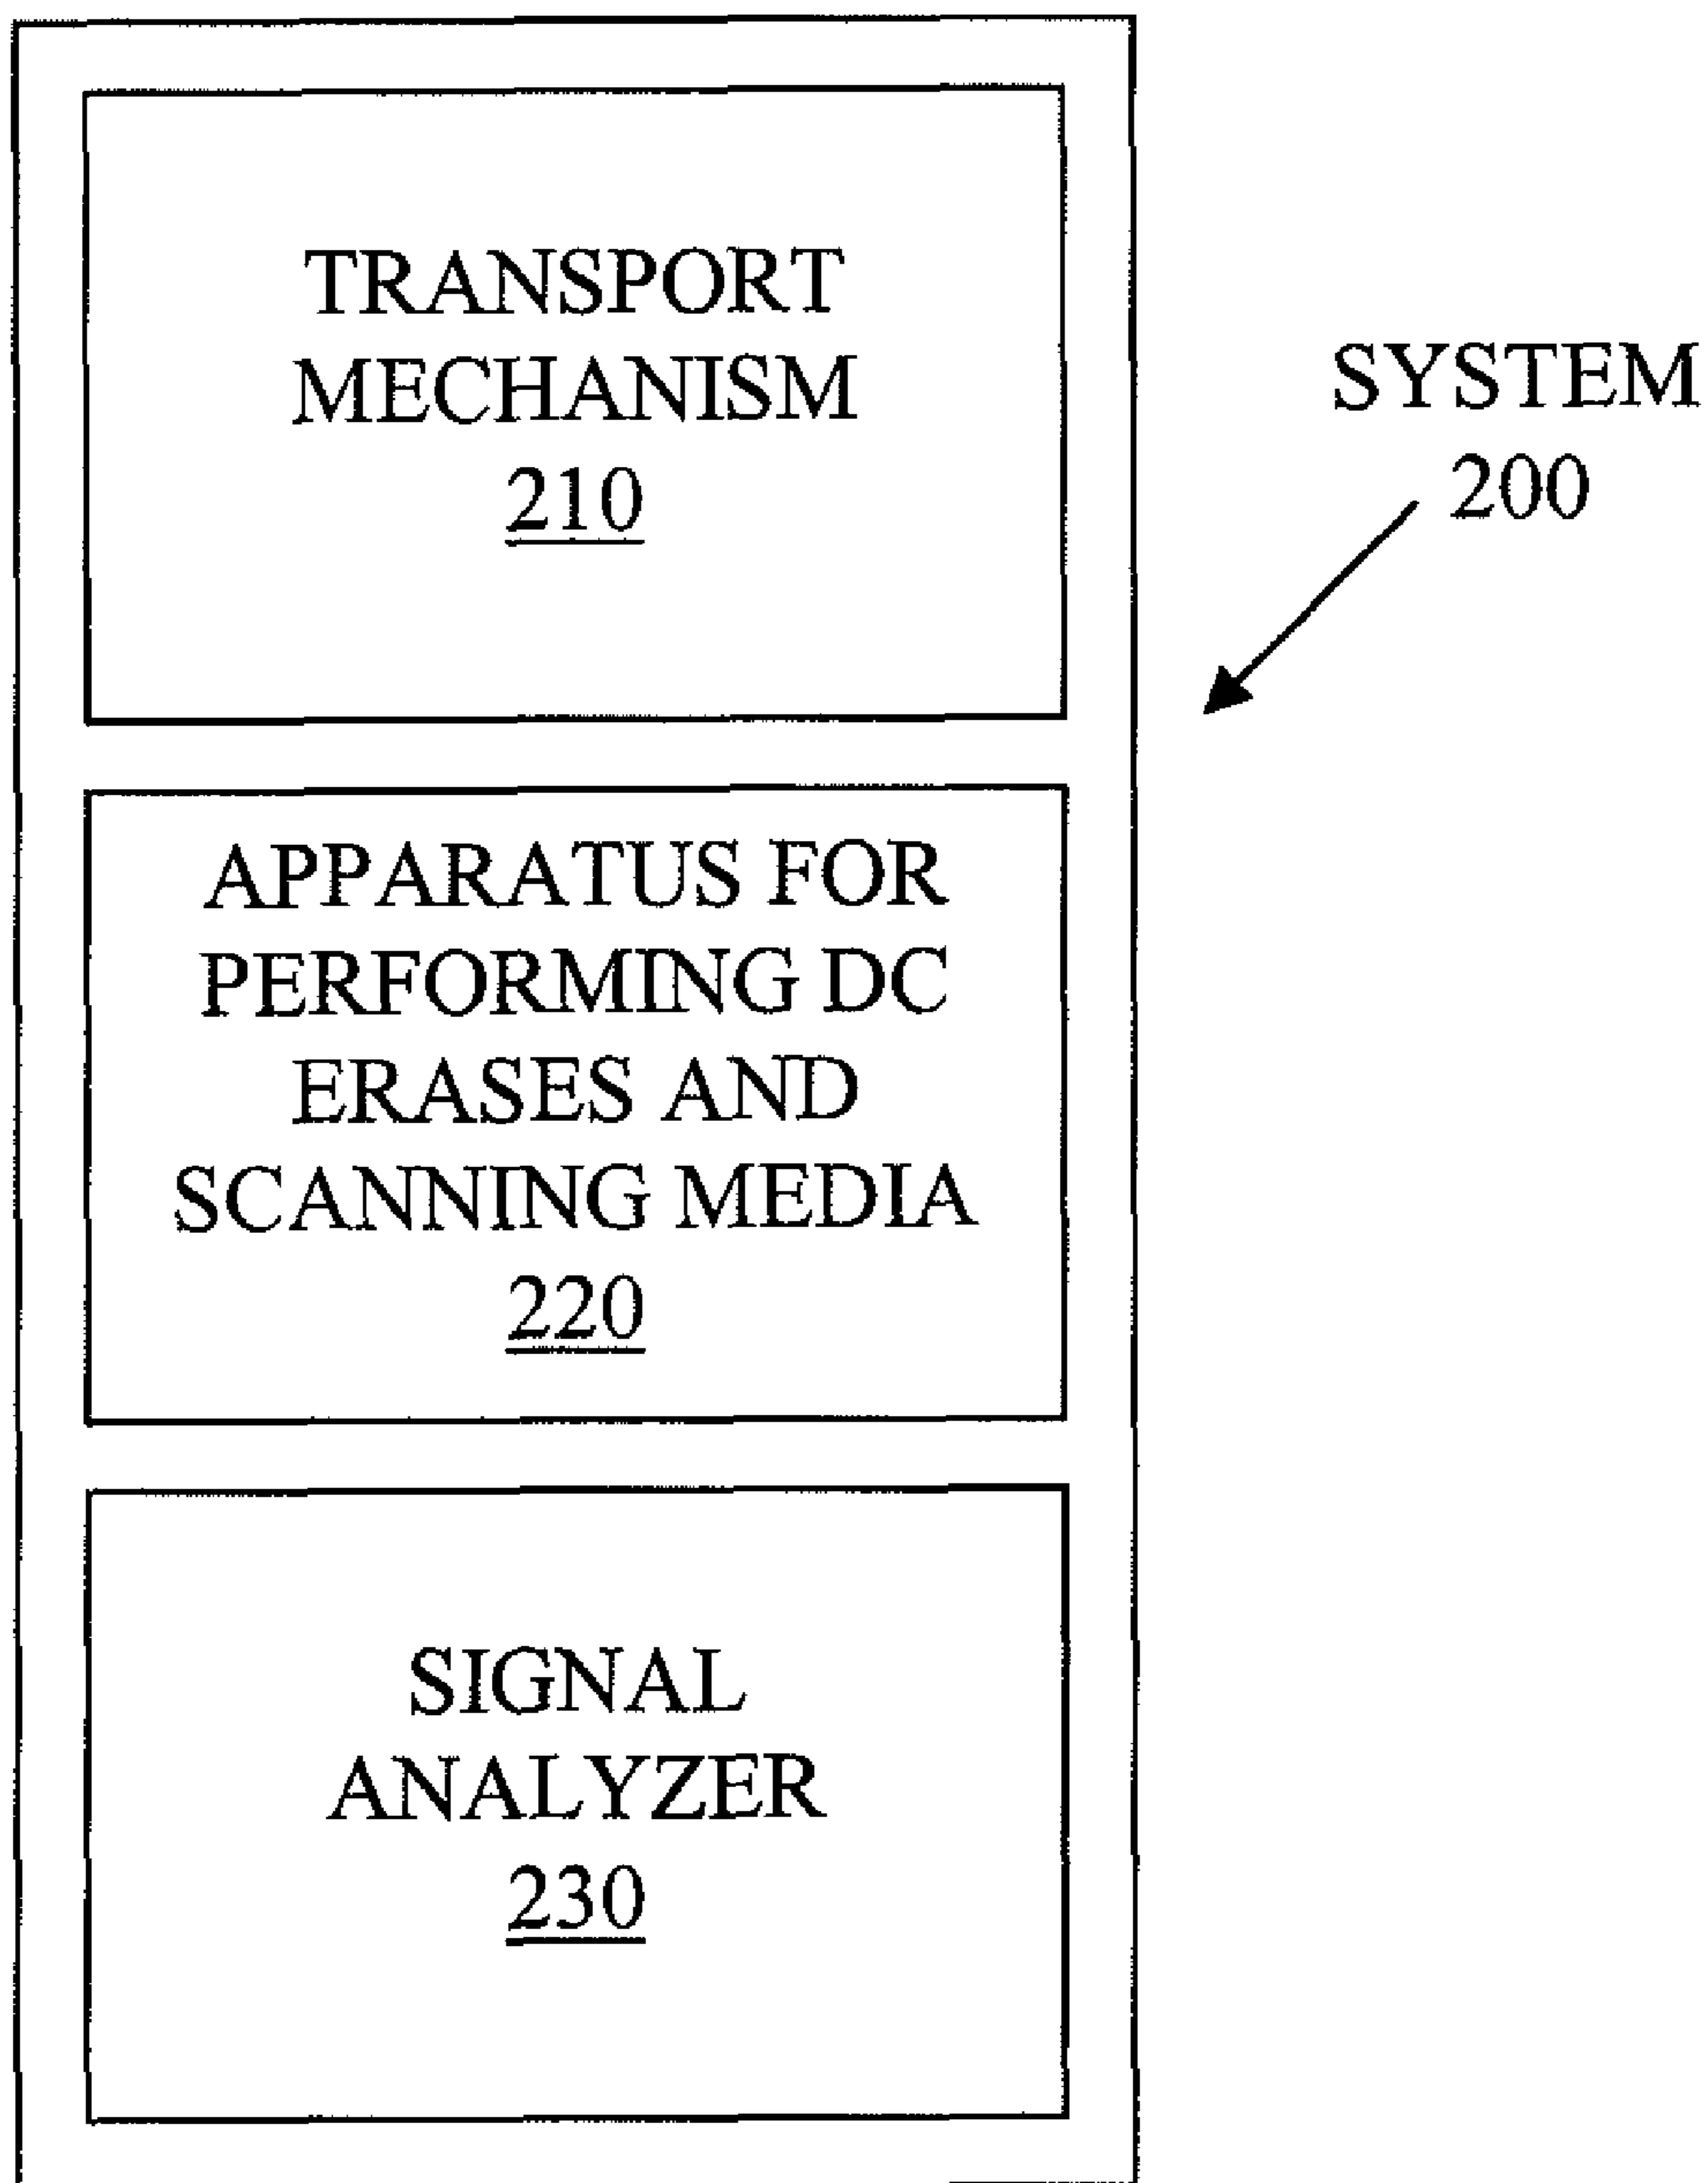 TRANSPORT
MECHANISM
210
SYSTEM
200
APPARATUS FOR
PERFORMING DC
ERASES AND
SCANNING MEDIA
220
SIGNAL
ANALYZER
230